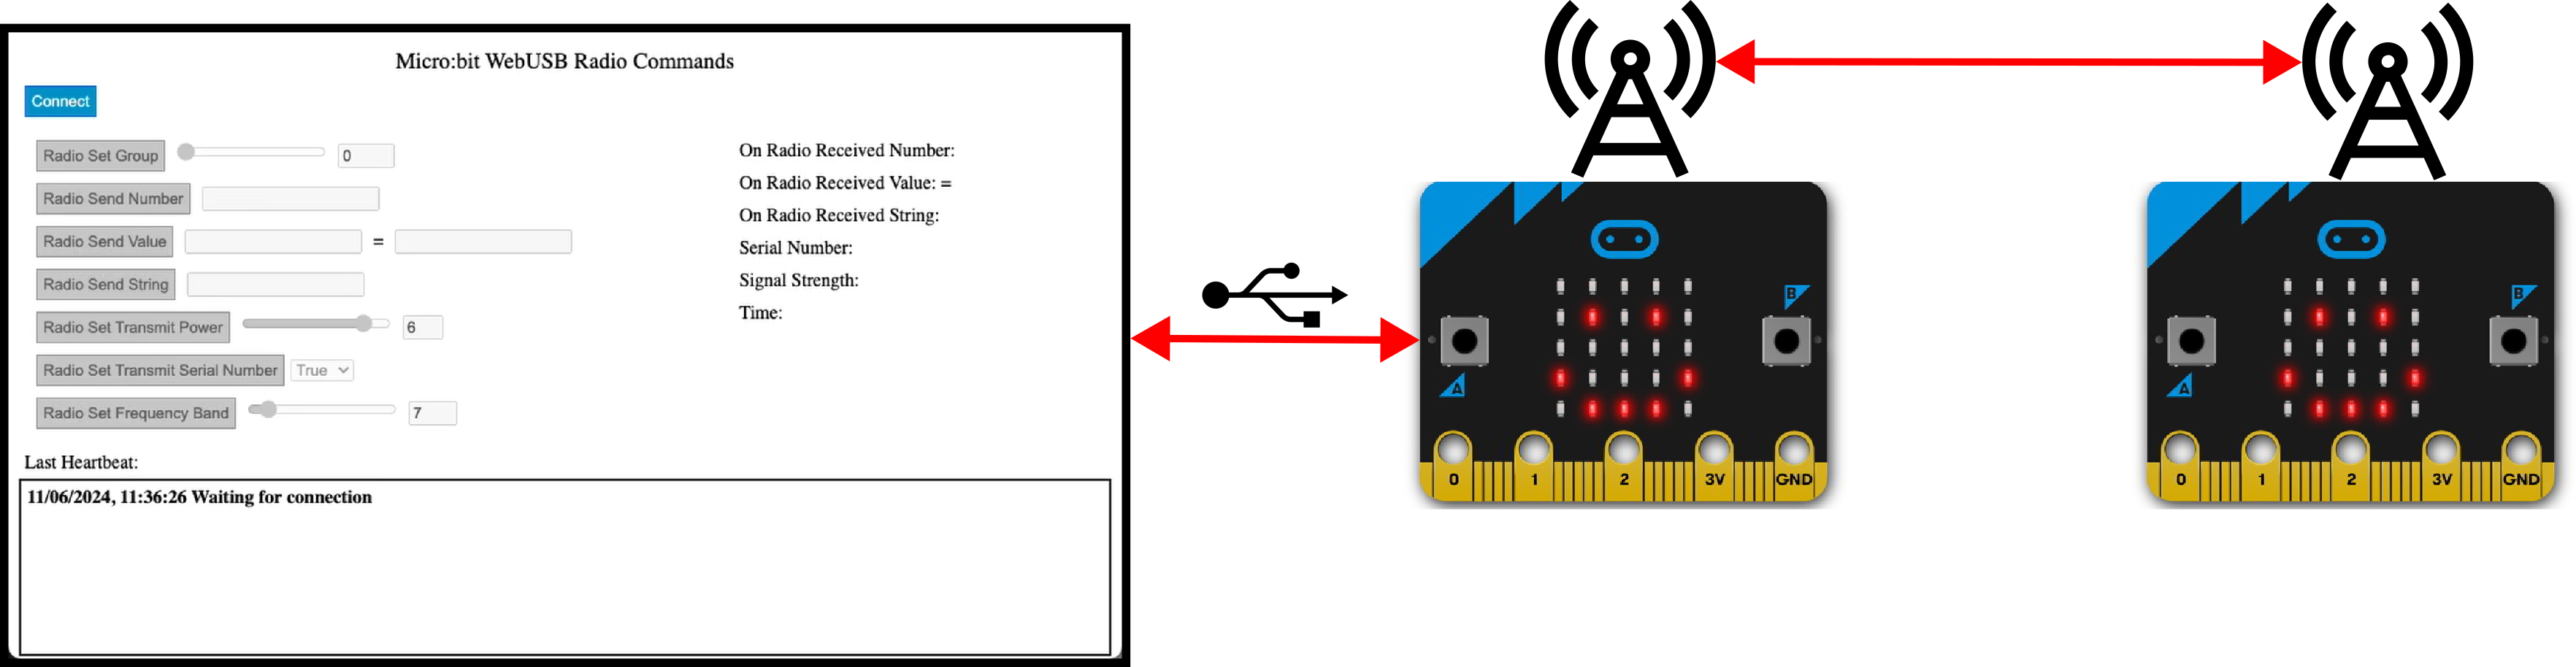 Micro:bit WebUSB Radio Commands
Connect
Radio Set Group 0
Radio Send Number
Radio Send Value =
Radio Send String
Radio Set Transmit Power 6
Radio Set Transmit Serial Number True
Radio Set Frequency Band 7
On Radio Received Number:
On Radio Received Value: =
On Radio Received String:
Serial Number:
Signal Strength:
Time:
Last Heartbeat:
11/06/2024, 11:36:26 Waiting for connection
B
A
0 1 2 3V GND
B
A
0 1 2 3V GND